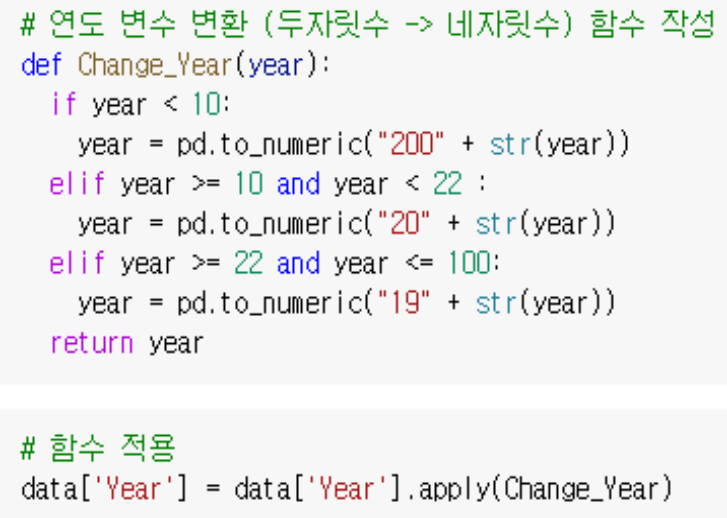 # 연도 변수 변환 (두자릿수 -> 네자릿수) 함수 작성
def Change_Year(year):
  if year < 10:
    year = pd.to_numeric("200" + str(year))
  elif year >= 10 and year < 22 :
    year = pd.to_numeric("20" + str(year))
  elif year >= 22 and year <= 100:
    year = pd.to_numeric("19" + str(year))
  return year
# 함수 적용
data['Year'] = data['Year'].apply(Change_Year)